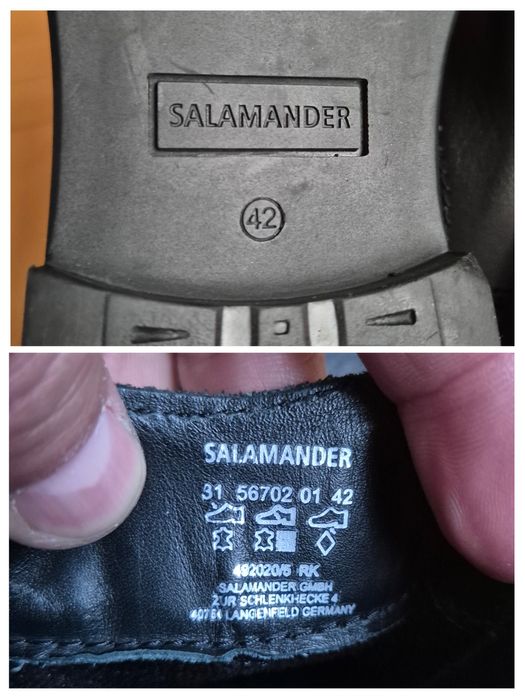 SALAMANDER
42
SALAMANDER
31 56702 01 42
492020/5 RK
SALAMANDER GMBH
ZUR SCHLENKHECKE 4
40764 LANGENFELD GERMANY